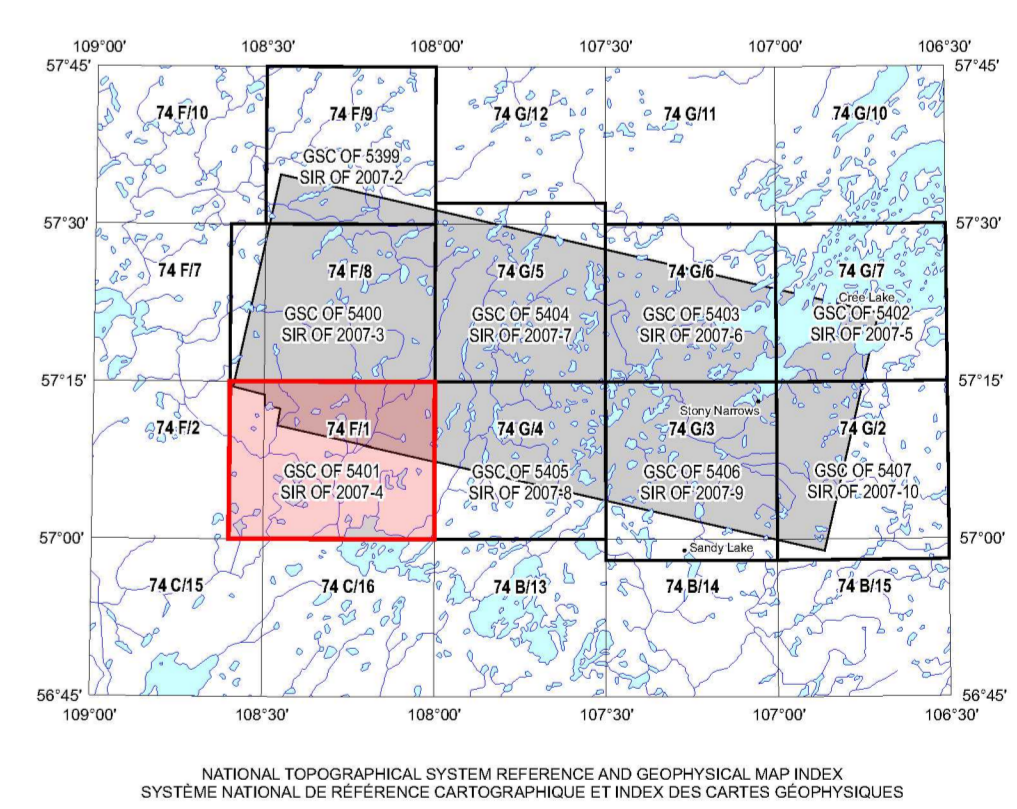 109°00'
108°30'
108°00'
107°30'
107°00'
106°30'
57°45'
57°45'
74 F/10
74 F/9
74 G/12
74 G/11
74 G/10
GSC OF 5399
SIR OF 2007-2
57°30'
57°30'
74 F/7
74 F/8
74 G/5
74 G/6
74 G/7
Cree Lake
GSC OF 5400
SIR OF 2007-3
GSC OF 5404
SIR OF 2007-7
GSC OF 5403
SIR OF 2007-6
GSC OF 5402
SIR OF 2007-5
57°15'
57°15'
Stony Narrows
74 F/2
74 F/1
74 G/4
74 G/3
74 G/2
GSC OF 5401
SIR OF 2007-4
GSC OF 5405
SIR OF 2007-8
GSC OF 5406
SIR OF 2007-9
GSC OF 5407
SIR OF 2007-10
57°00'
57°00'
Sandy Lake
74 C/15
74 C/16
74 B/13
74 B/14
74 B/15
56°45'
56°45'
109°00'
108°30'
108°00'
107°30'
107°00'
106°30'
NATIONAL TOPOGRAPHICAL SYSTEM REFERENCE AND GEOPHYSICAL MAP INDEX
SYSTÈME NATIONAL DE RÉFÉRENCE CARTOGRAPHIQUE ET INDEX DES CARTES GÉOPHYSIQUES